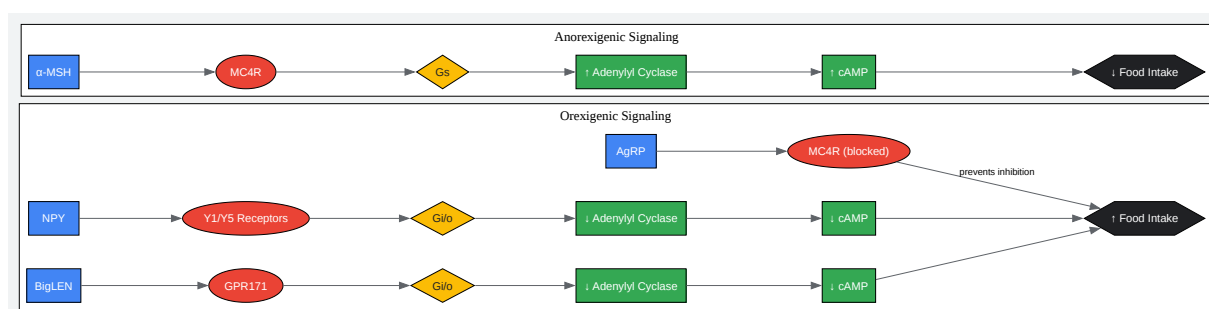 Anorexigenic Signaling
α-MSH
MC4R
Gs
↑ Adenylyl Cyclase
↑ cAMP
↓ Food Intake
Orexigenic Signaling
AgRP
MC4R (blocked)
prevents inhibition
NPY
Y1/Y5 Receptors
Gi/o
↓ Adenylyl Cyclase
↓ cAMP
↑ Food Intake
BigLEN
GPR171
Gi/o
↓ Adenylyl Cyclase
↓ cAMP